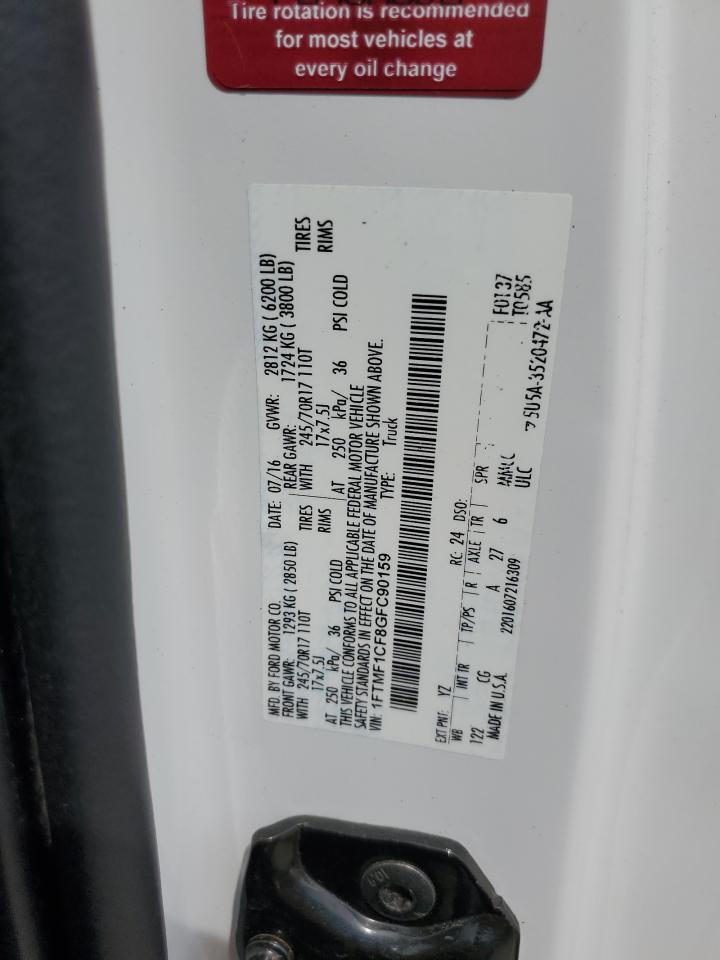 Tire rotation is recommended
for most vehicles at
every oil change
MFD. BY FORD MOTOR CO. DATE: 07/16 GVWR: 2812 KG ( 6200 LB)
FRONT GAWR: 1293 KG ( 2850 LB) REAR GAWR: 1724 KG ( 3800 LB)
WITH 245/70R17 110T TIRES WITH 245/70R17 110T TIRES
17x7.5J RIMS 17x7.5J RIMS
AT 250 kPa/ 36 PSI COLD AT 250 kPa/ 36 PSI COLD
THIS VEHICLE CONFORMS TO ALL APPLICABLE FEDERAL MOTOR VEHICLE
SAFETY STANDARDS IN EFFECT ON THE DATE OF MANUFACTURE SHOWN ABOVE.
VIN: 1FTMF1CF8GFC90159 TYPE: Truck
EXT PNT: YZ RC: 24 DSO: F0137
WB INT TR TP/PS R AXLE TR SPR T0585
122 CG A 27 6
MADE IN U.S.A. 2201607216309 ULC